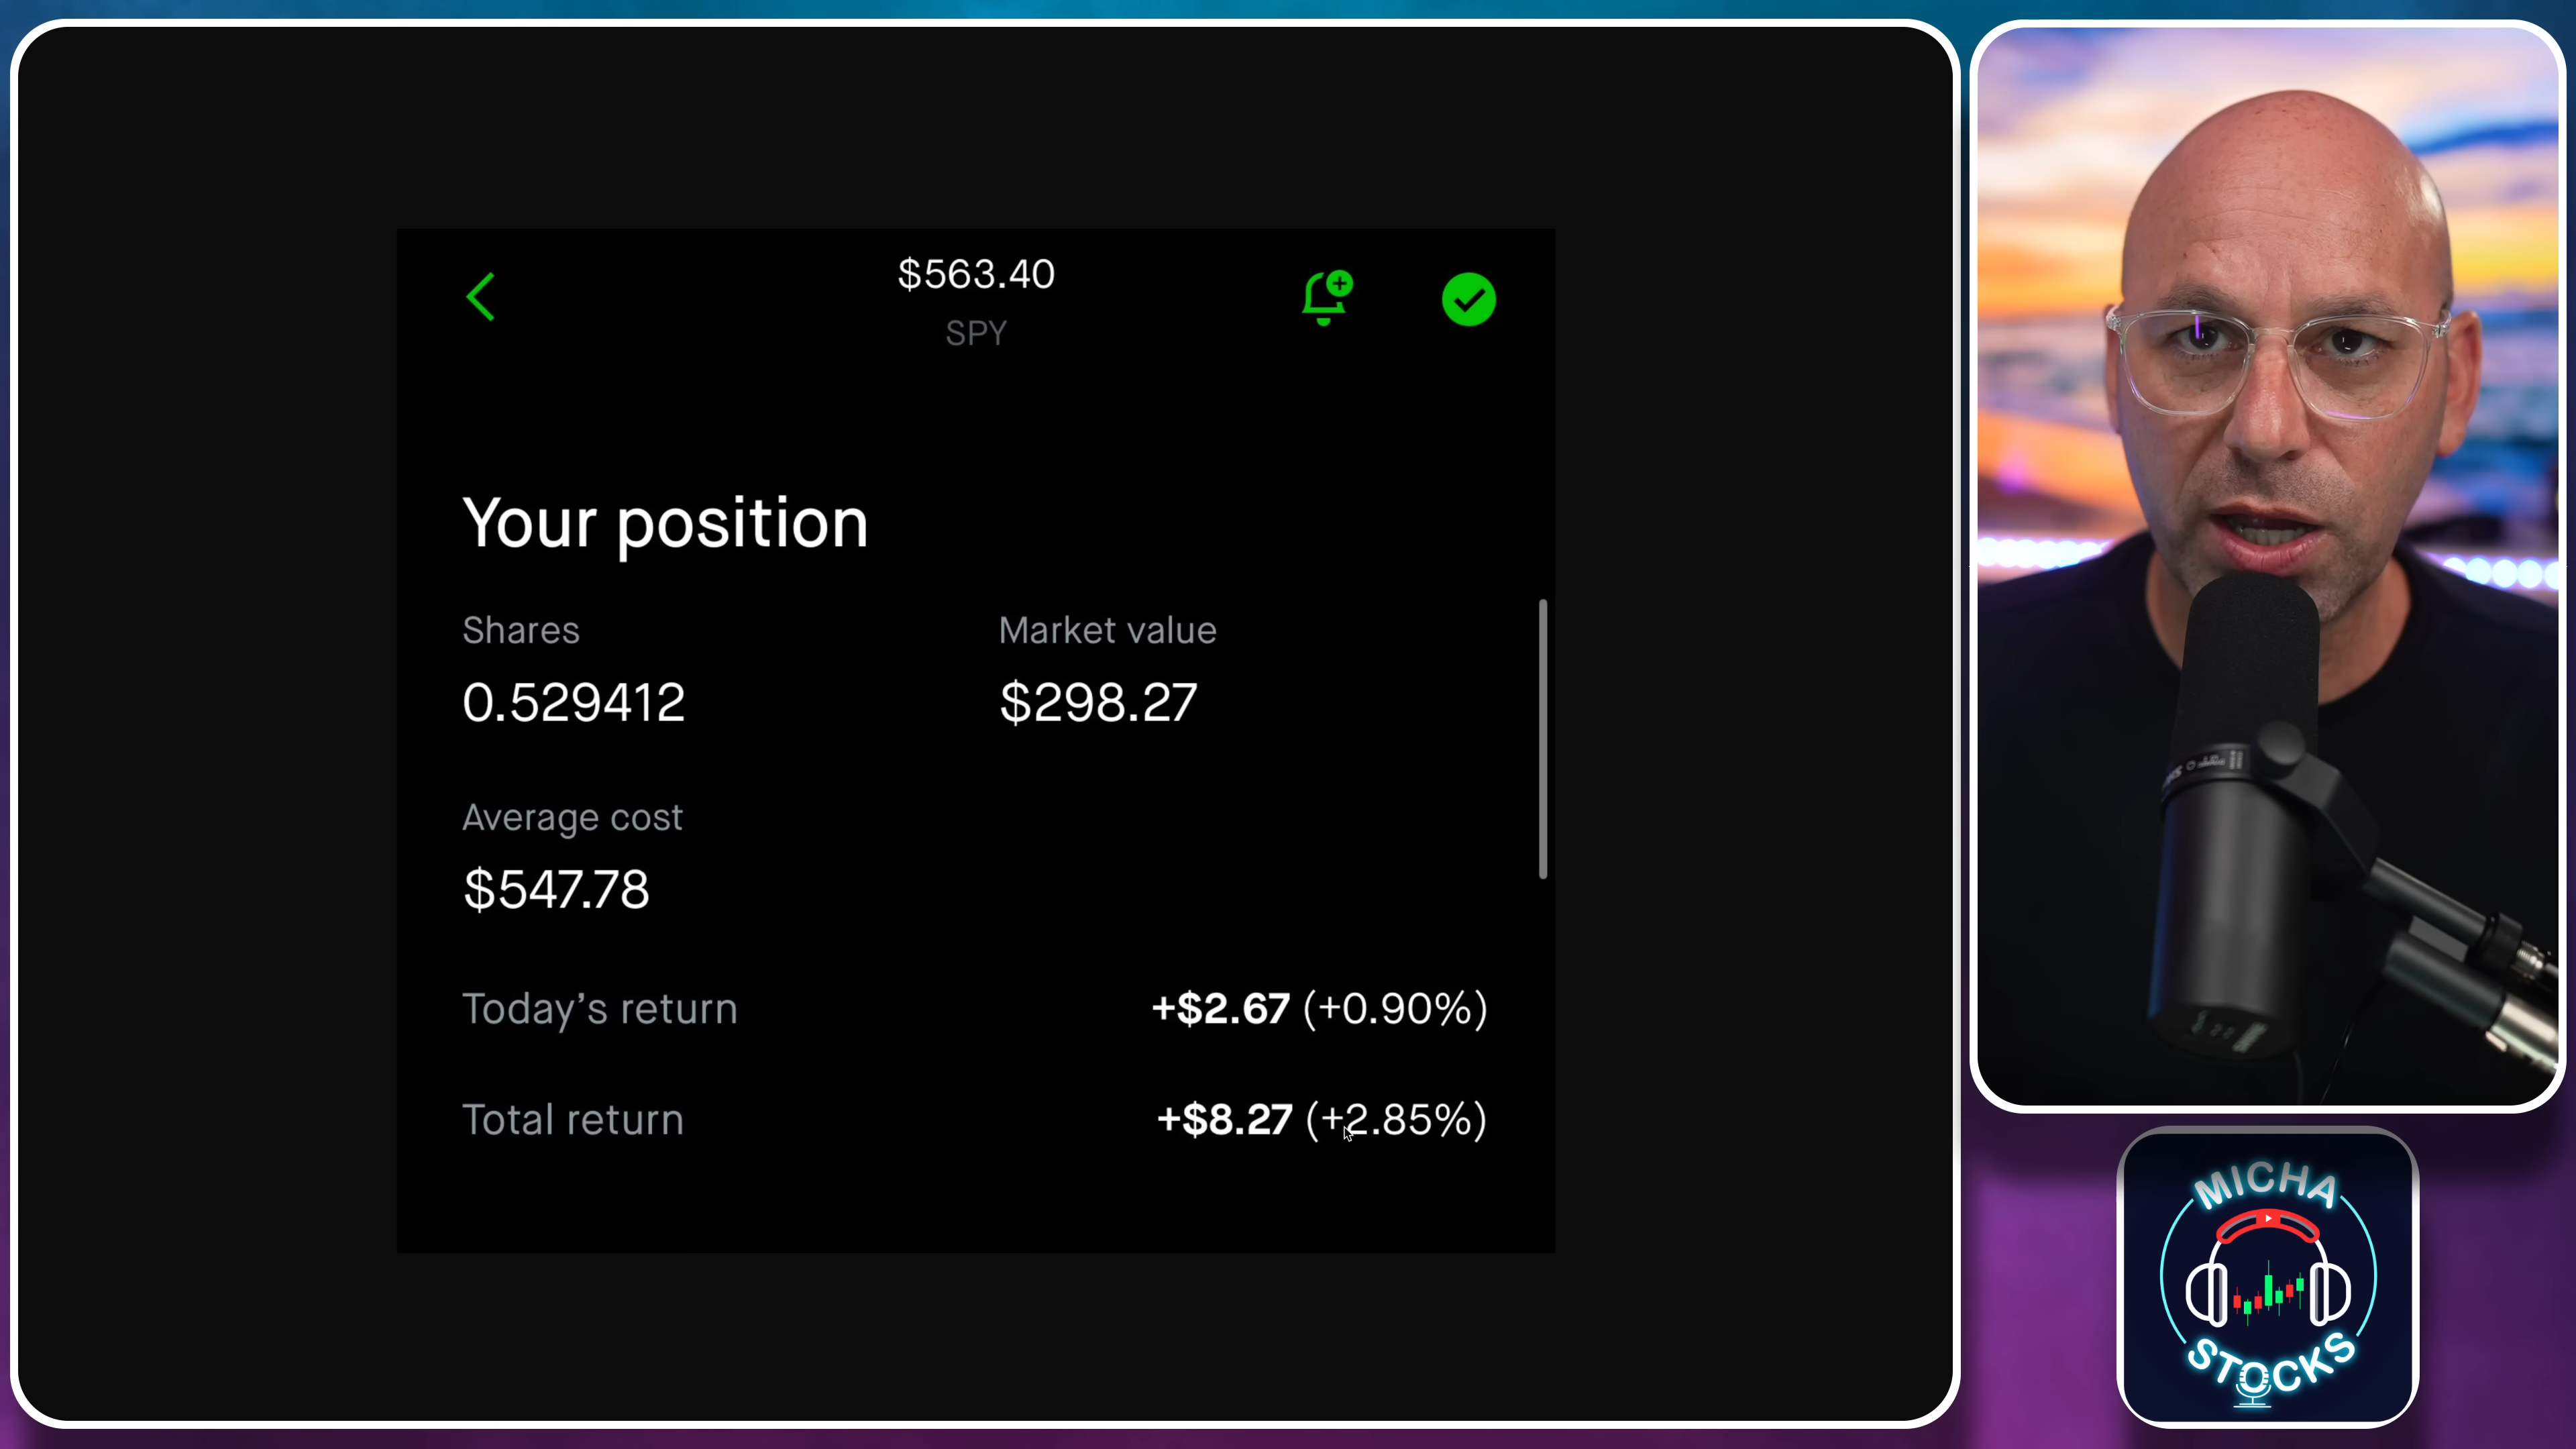 $563.40
SPY
Your position
Shares
Market value
0.529412
$298.27
Average cost
$547.78
Today's return
+$2.67 (+0.90%)
Total return
+$8.27 (+2.85%)
MICHA
STOCKS